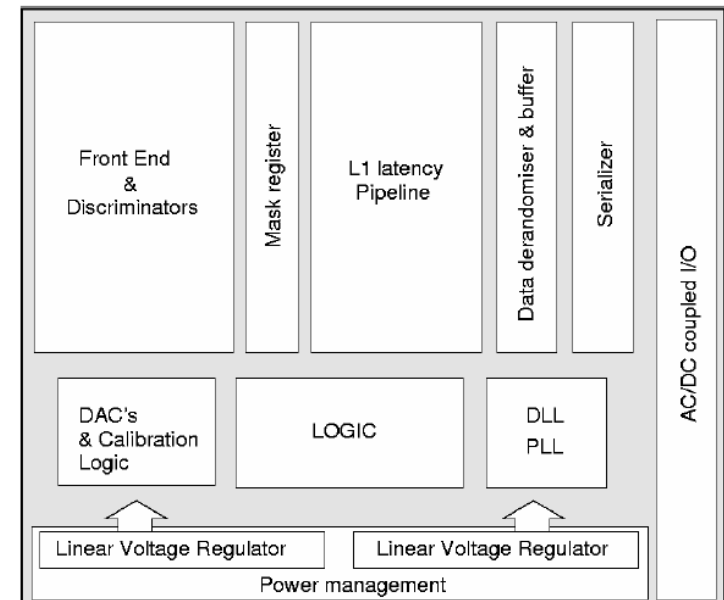 Front End
&
Discriminators
Mask register
L1 latency
Pipeline
Data derandomiser & buffer
Serializer
AC/DC coupled I/O
DAC's
& Calibration
Logic
LOGIC
DLL
PLL
Linear Voltage Regulator
Linear Voltage Regulator
Power management